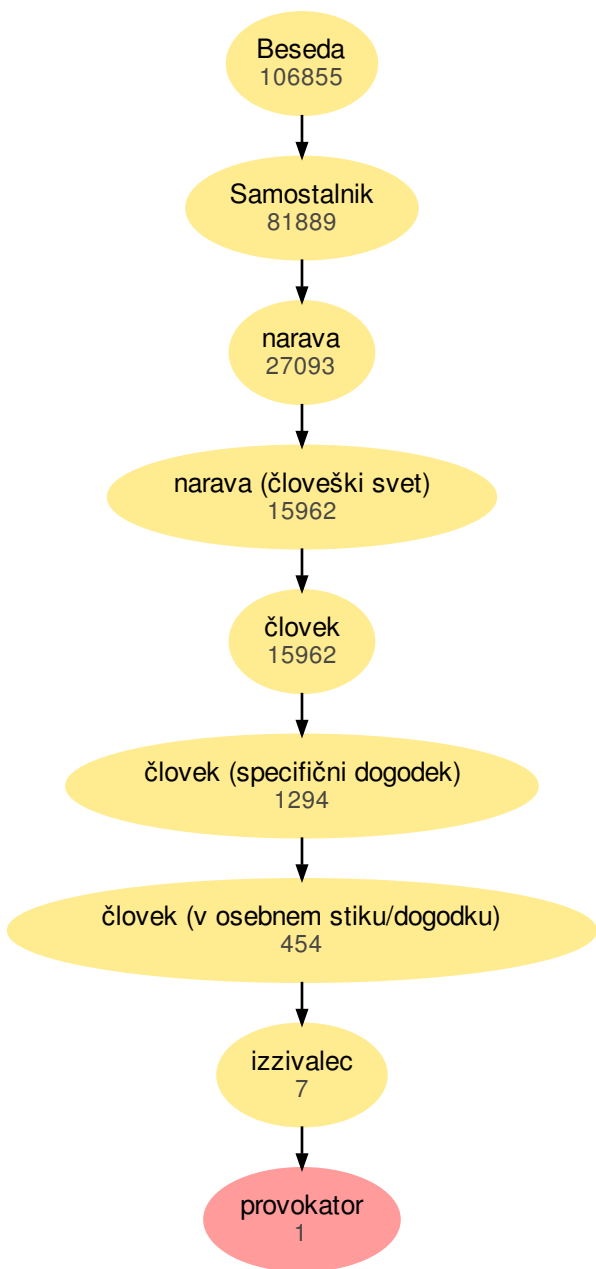 Beseda
106855
Samostalnik
81889
narava
27093
narava (človeški svet)
15962
človek
15962
človek (specifični dogodek)
1294
človek (v osebnem stiku/dogodku)
454
izzivalec
7
provokator
1